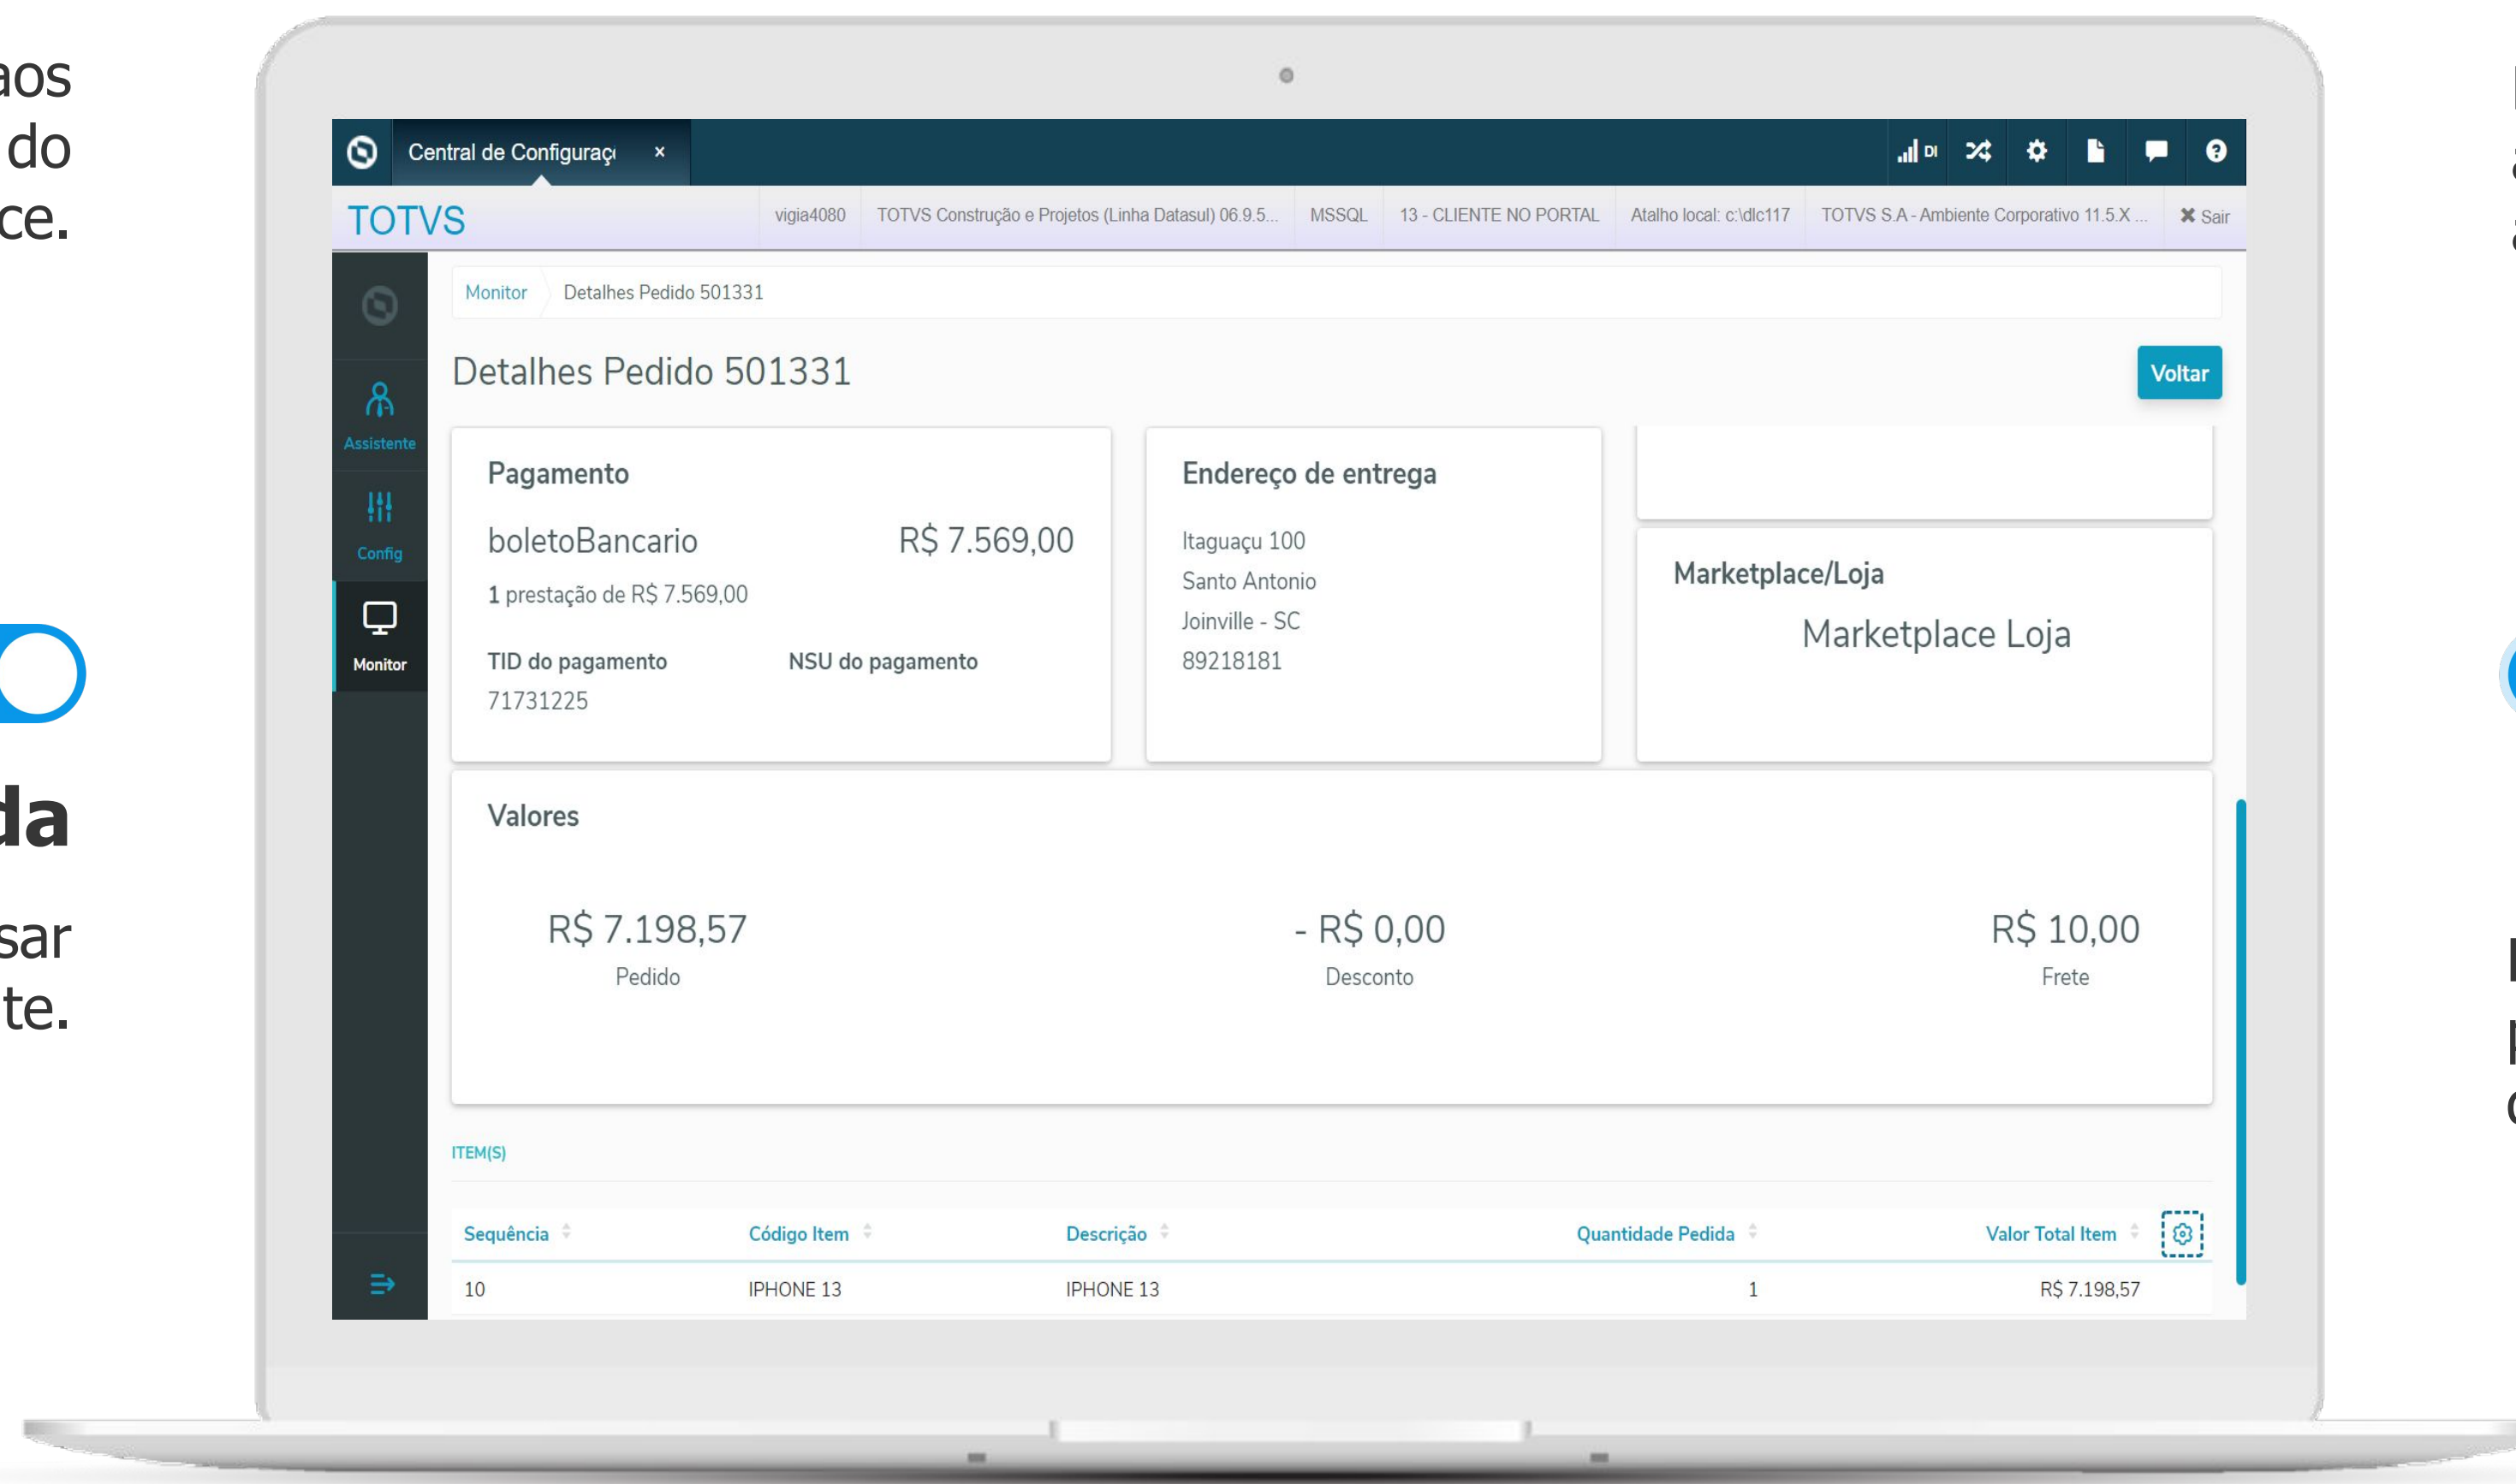 aos
do
ce.
da
sar
te.
Central de Configuraç
DI
TOTVS
vigia4080
TOTVS Construção e Projetos (Linha Datasul) 06.9.5...
MSSQL
13 - CLIENTE NO PORTAL
Atalho local: c:\dlc117
TOTVS S.A - Ambiente Corporativo 11.5.X ...
Sair
Assistente
Config
Monitor
Monitor
Detalhes Pedido 501331
Detalhes Pedido 501331
Voltar
Pagamento
boletoBancario
R$ 7.569,00
1 prestação de R$ 7.569,00
TID do pagamento
NSU do pagamento
71731225
Endereço de entrega
Itaguaçu 100
Santo Antonio
Joinville - SC
89218181
Marketplace/Loja
Marketplace Loja
Valores
R$ 7.198,57
Pedido
- R$ 0,00
Desconto
R$ 10,00
Frete
ITEM(S)
Sequência
Código Item
Descrição
Quantidade Pedida
Valor Total Item
10
IPHONE 13
IPHONE 13
1
R$ 7.198,57